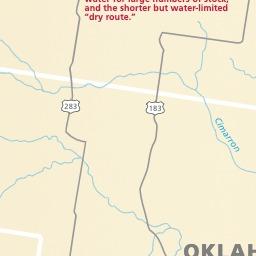 water for large numbers of stock,
and the shorter but water-limited
“dry route.”
283
183
Cimarron
OKLAH